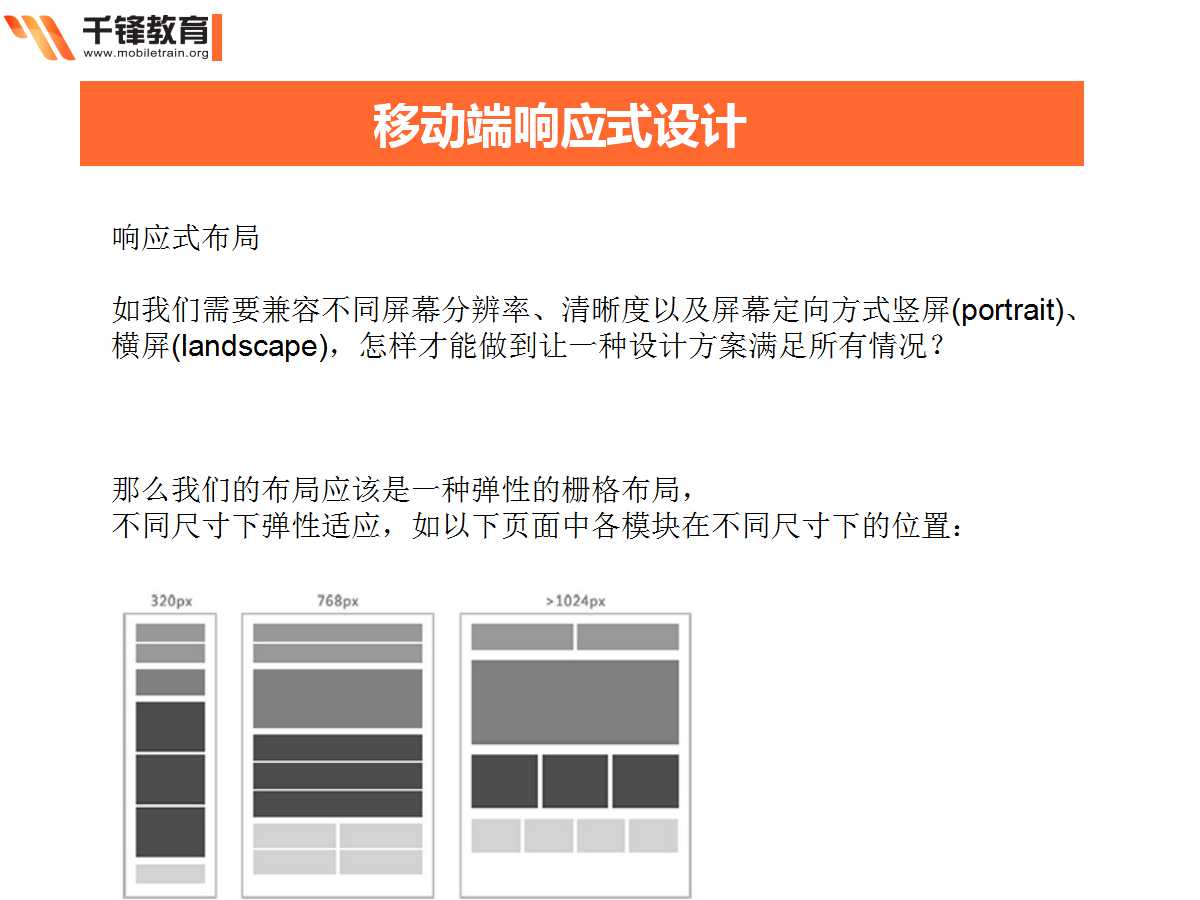 千锋教育
www.mobiletrain.org
移动端响应式设计
响应式布局
如我们需要兼容不同屏幕分辨率、清晰度以及屏幕定向方式竖屏(portrait)、
横屏(landscape)，怎样才能做到让一种设计方案满足所有情况？
那么我们的布局应该是一种弹性的栅格布局，
不同尺寸下弹性适应，如以下页面中各模块在不同尺寸下的位置：
320px 768px >1024px